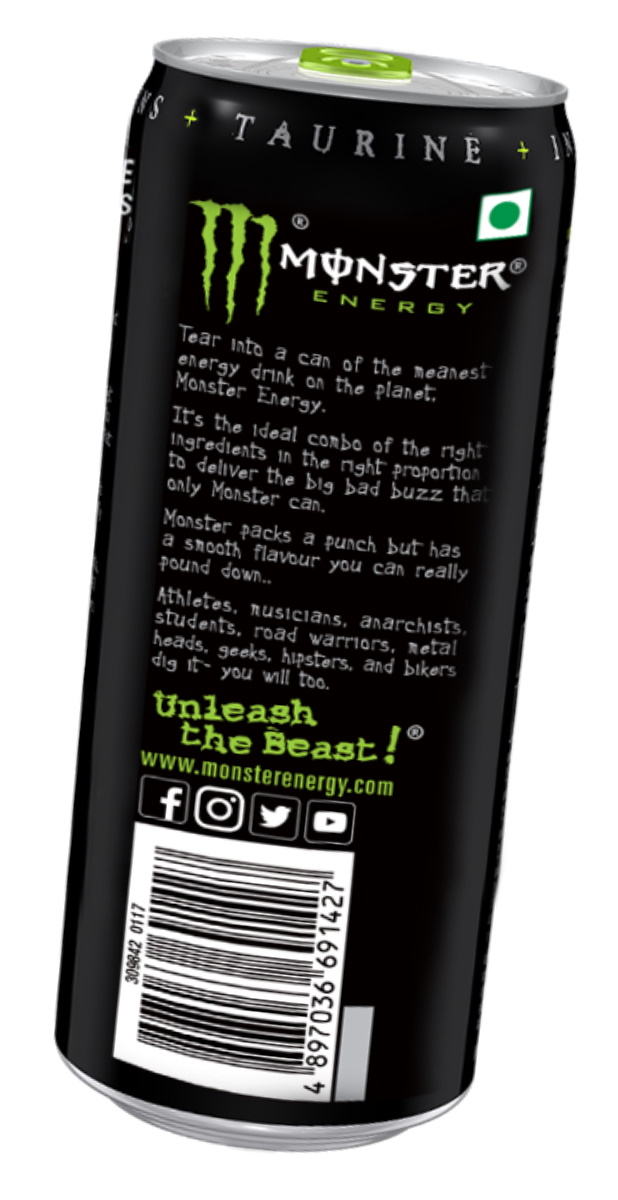 NS + TAURINE + IN
® MONSTER®
ENERGY
Tear into a can of the meanest
energy drink on the planet,
Monster Energy.
It's the ideal combo of the right
ingredients in the right proportion
to deliver the big bad buzz that
only Monster can.
Monster packs a punch but has
a smooth flavour you can really
pound down..
Athletes, musicians, anarchists,
students, road warriors, metal
heads, geeks, hipsters, and bikers
dig it- you will too.
Unleash
the Beast!®
www.monsterenergy.com
309842 0117
4 897036 691427